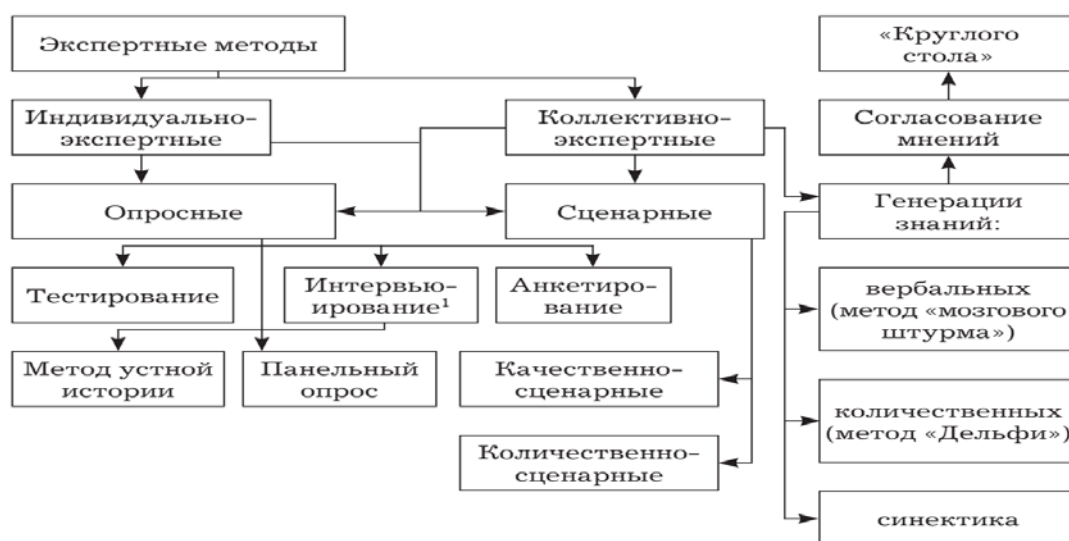 Экспертные методы
«Круглого
стола»
Индивидуально-
экспертные
Коллективно-
экспертные
Согласование
мнений
Опросные
Сценарные
Генерации
знаний:
Тестирование
Интервью-
ирование¹
Анкетиро-
вание
вербальных
(метод «мозгового
штурма»)
Метод устной
истории
Панельный
опрос
Качественно-
сценарные
количественных
(метод «Дельфи»)
Количественно-
сценарные
синектика